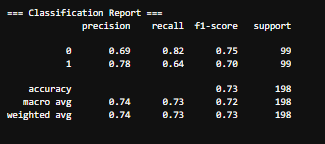 === Classification Report ===
precision recall f1-score support
0 0.69 0.82 0.75 99
1 0.78 0.64 0.70 99
accuracy 0.73 198
macro avg 0.74 0.73 0.72 198
weighted avg 0.74 0.73 0.73 198